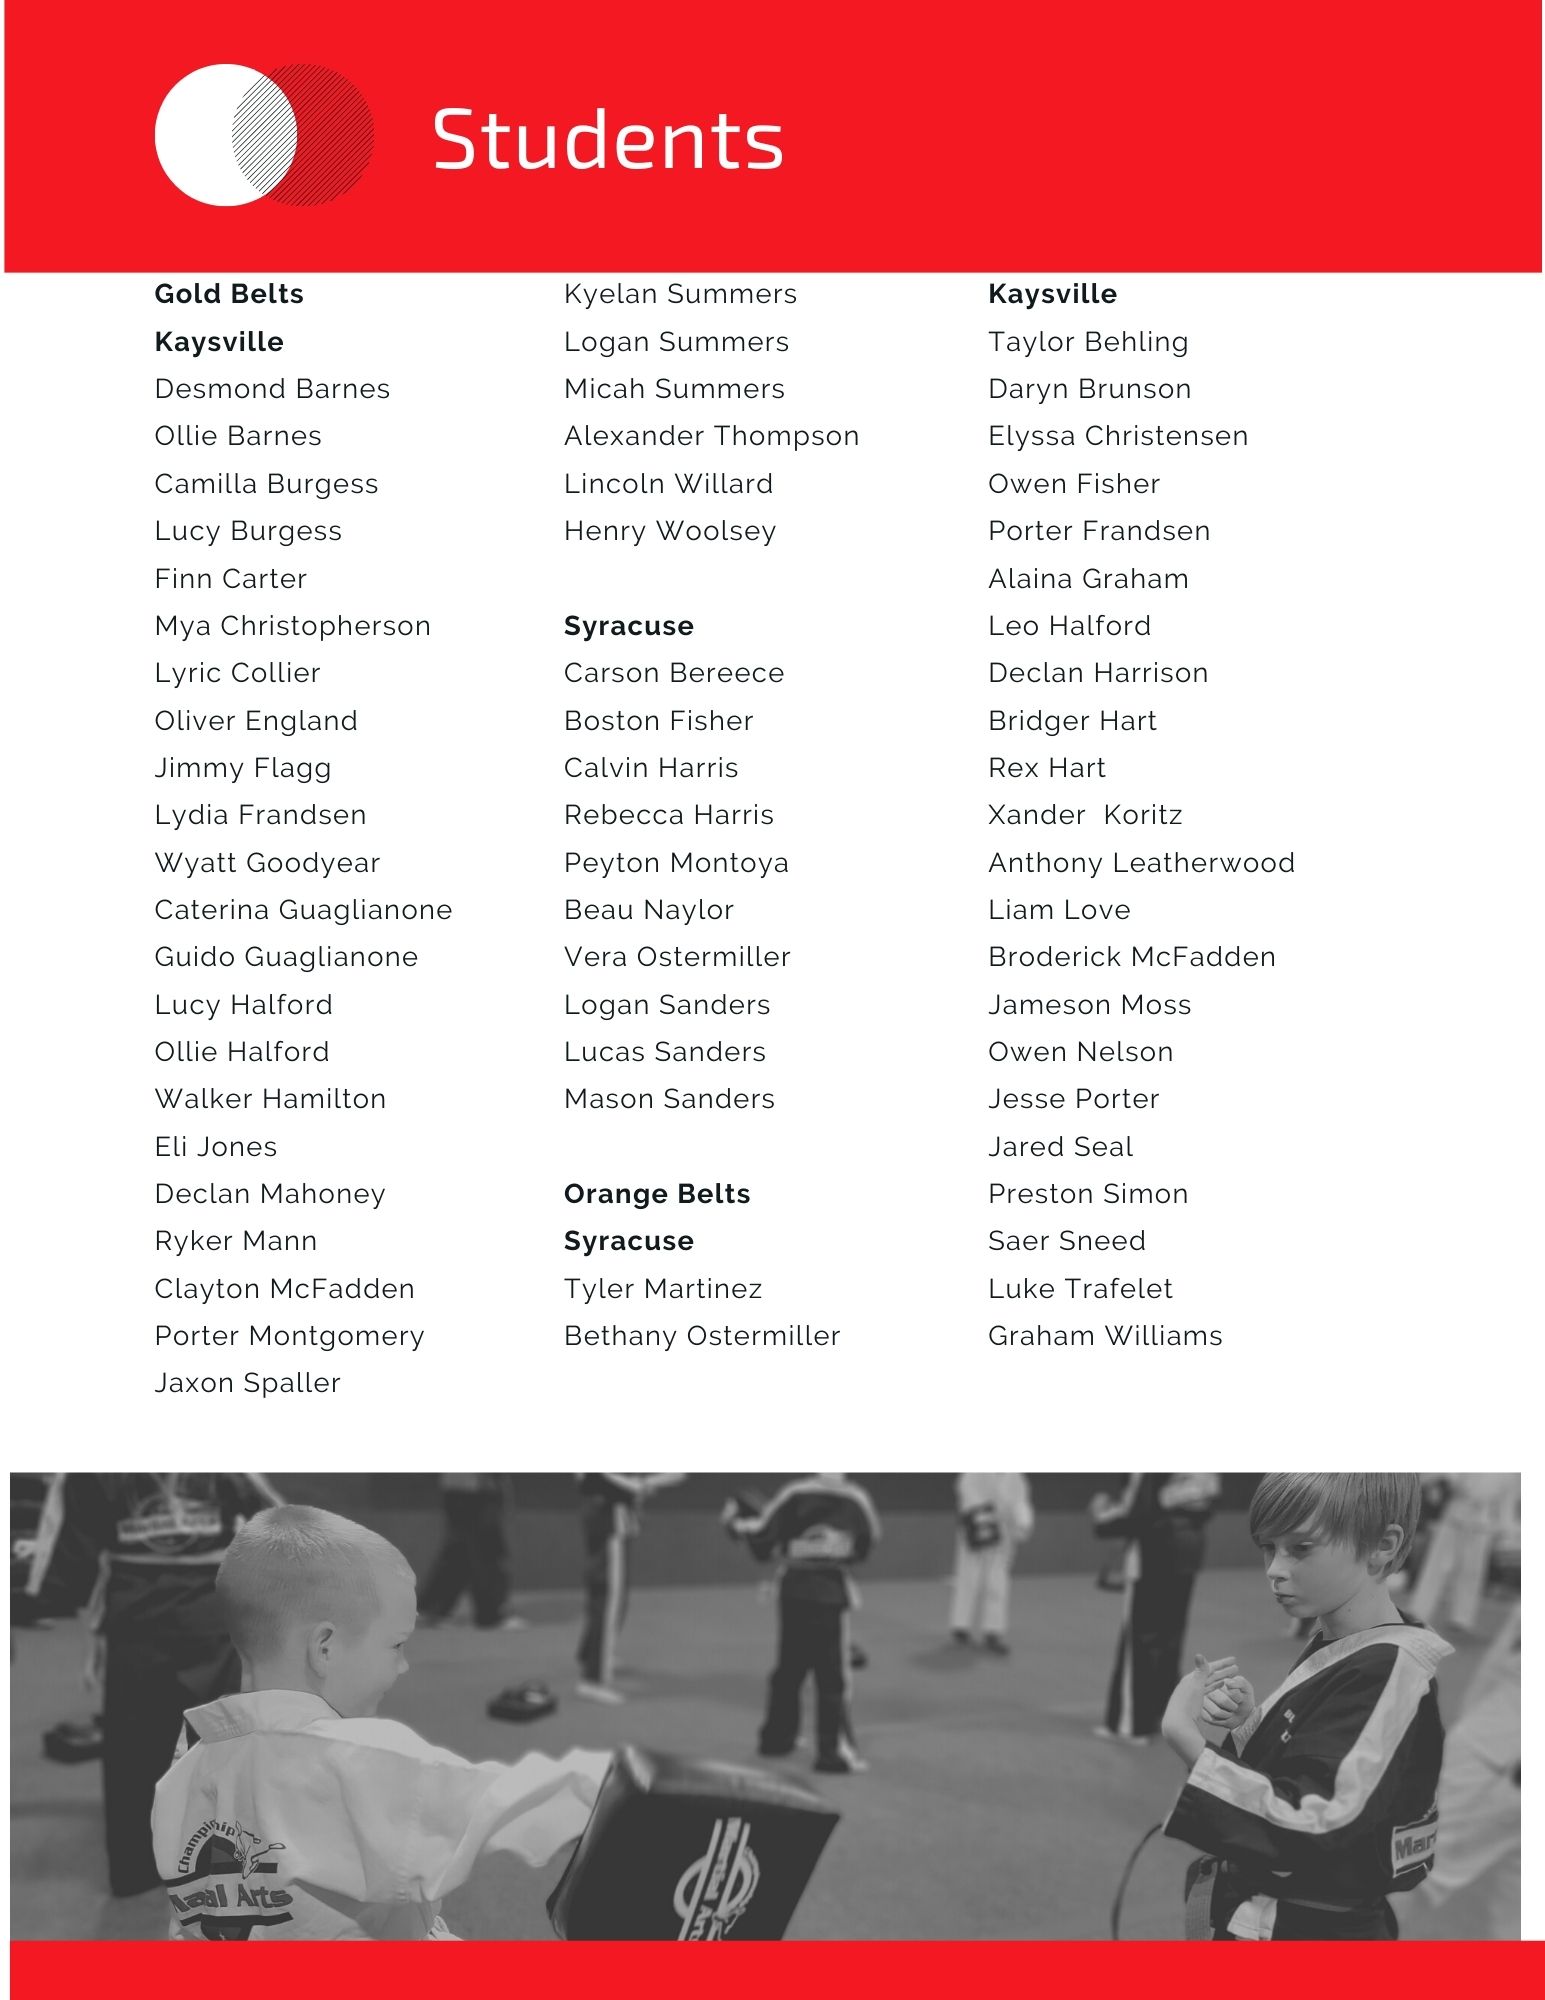 Students
Gold Belts
Kaysville
Desmond Barnes
Ollie Barnes
Camilla Burgess
Lucy Burgess
Finn Carter
Mya Christopherson
Lyric Collier
Oliver England
Jimmy Flagg
Lydia Frandsen
Wyatt Goodyear
Caterina Guaglianone
Guido Guaglianone
Lucy Halford
Ollie Halford
Walker Hamilton
Eli Jones
Declan Mahoney
Ryker Mann
Clayton McFadden
Porter Montgomery
Jaxon Spaller
Kyelan Summers
Logan Summers
Micah Summers
Alexander Thompson
Lincoln Willard
Henry Woolsey
Syracuse
Carson Bereece
Boston Fisher
Calvin Harris
Rebecca Harris
Peyton Montoya
Beau Naylor
Vera Ostermiller
Logan Sanders
Lucas Sanders
Mason Sanders
Orange Belts
Syracuse
Tyler Martinez
Bethany Ostermiller
Kaysville
Taylor Behling
Daryn Brunson
Elyssa Christensen
Owen Fisher
Porter Frandsen
Alaina Graham
Leo Halford
Declan Harrison
Bridger Hart
Rex Hart
Xander  Koritz
Anthony Leatherwood
Liam Love
Broderick McFadden
Jameson Moss
Owen Nelson
Jesse Porter
Jared Seal
Preston Simon
Saer Sneed
Luke Trafelet
Graham Williams
Arts
Mar